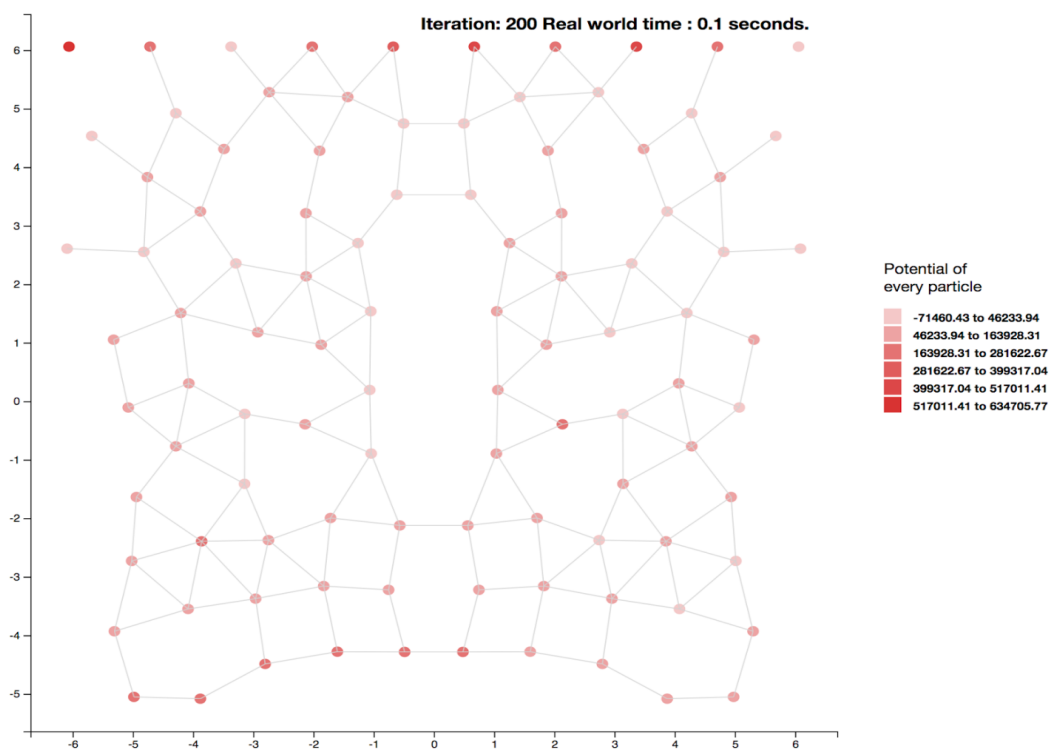 Iteration: 200 Real world time : 0.1 seconds.
6
5
4
3
2
1
0
-1
-2
-3
-4
-5
-6 -5 -4 -3 -2 -1 0 1 2 3 4 5 6
Potential of
every particle
-71460.43 to 46233.94
46233.94 to 163928.31
163928.31 to 281622.67
281622.67 to 399317.04
399317.04 to 517011.41
517011.41 to 634705.77